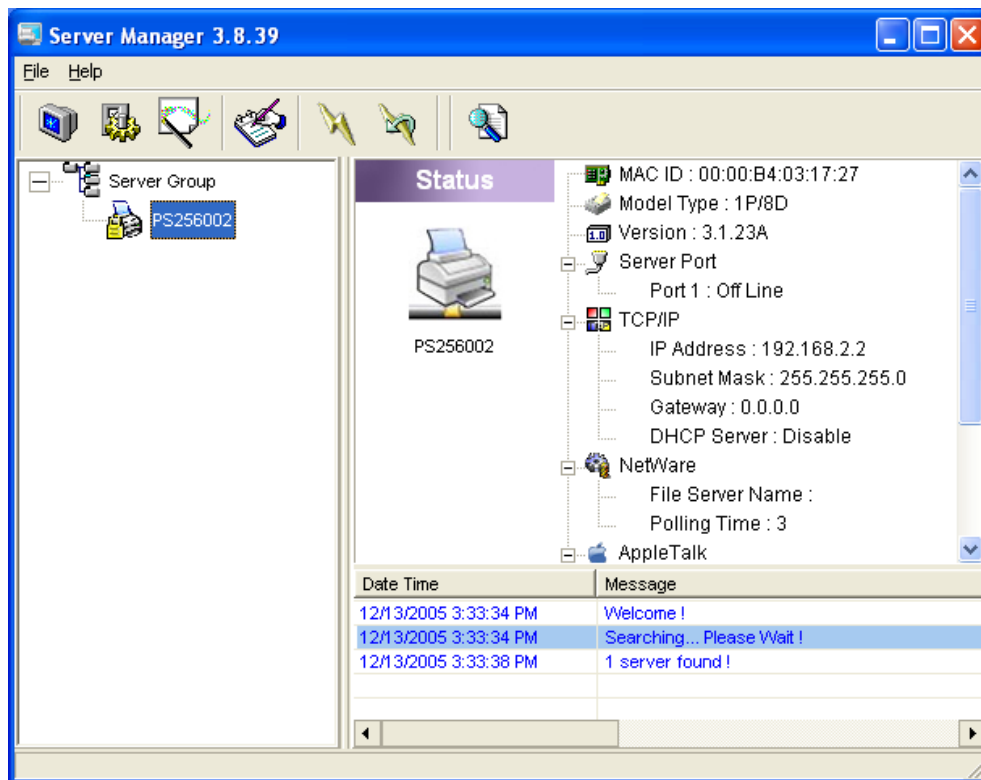 Server Manager 3.8.39
File Help
Server Group
PS256002
Status
PS256002
MAC ID : 00:00:B4:03:17:27
Model Type : 1P/8D
1.0 Version : 3.1.23A
Server Port
Port 1 : Off Line
TCP/IP
IP Address : 192.168.2.2
Subnet Mask : 255.255.255.0
Gateway : 0.0.0.0
DHCP Server : Disable
NetWare
File Server Name :
Polling Time : 3
AppleTalk
Date Time Message
12/13/2005 3:33:34 PM Welcome !
12/13/2005 3:33:34 PM Searching... Please Wait !
12/13/2005 3:33:38 PM 1 server found !